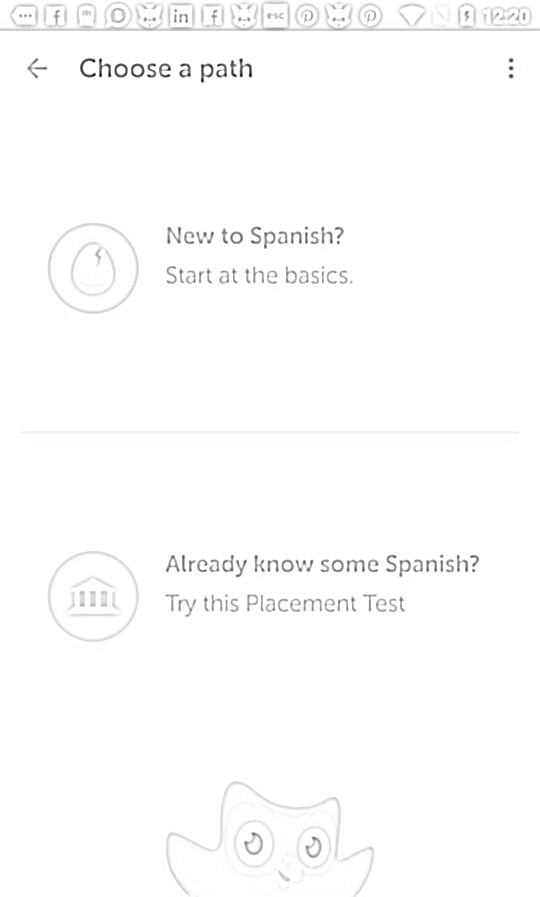 12:20
Choose a path
New to Spanish?
Start at the basics.
Already know some Spanish?
Try this Placement Test